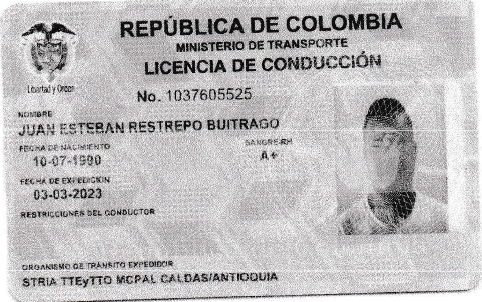 REPÚBLICA DE COLOMBIA
MINISTERIO DE TRANSPORTE
LICENCIA DE CONDUCCIÓN
Libertad y Orden
No. 1037605525
NOMBRE
JUAN ESTEBAN RESTREPO BUITRAGO
FECHA DE NACIMIENTO
SANGRE-RH
10-07-1990
A+
FECHA DE EXPEDICIÓN
03-03-2023
RESTRICCIONES DEL CONDUCTOR
ORGANISMO DE TRÁNSITO EXPEDIDOR
STRIA TTEyTTO MCPAL CALDAS/ANTIOQUIA